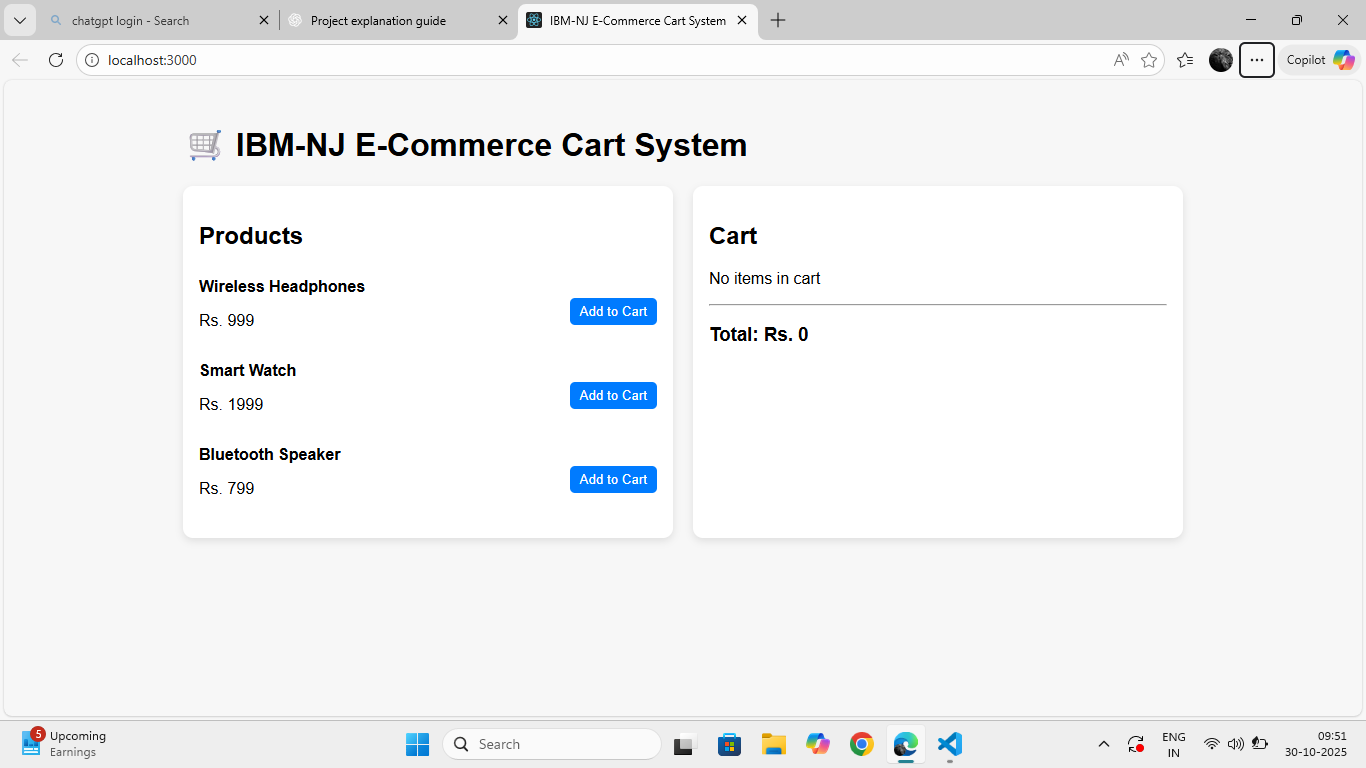 chatgpt login - Search
Project explanation guide
IBM-NJ E-Commerce Cart System
localhost:3000
Copilot
IBM-NJ E-Commerce Cart System
Products
Wireless Headphones
Rs. 999
Add to Cart
Smart Watch
Rs. 1999
Add to Cart
Bluetooth Speaker
Rs. 799
Add to Cart
Cart
No items in cart
Total: Rs. 0
5
Upcoming
Earnings
Search
ENG
IN
09:51
30-10-2025